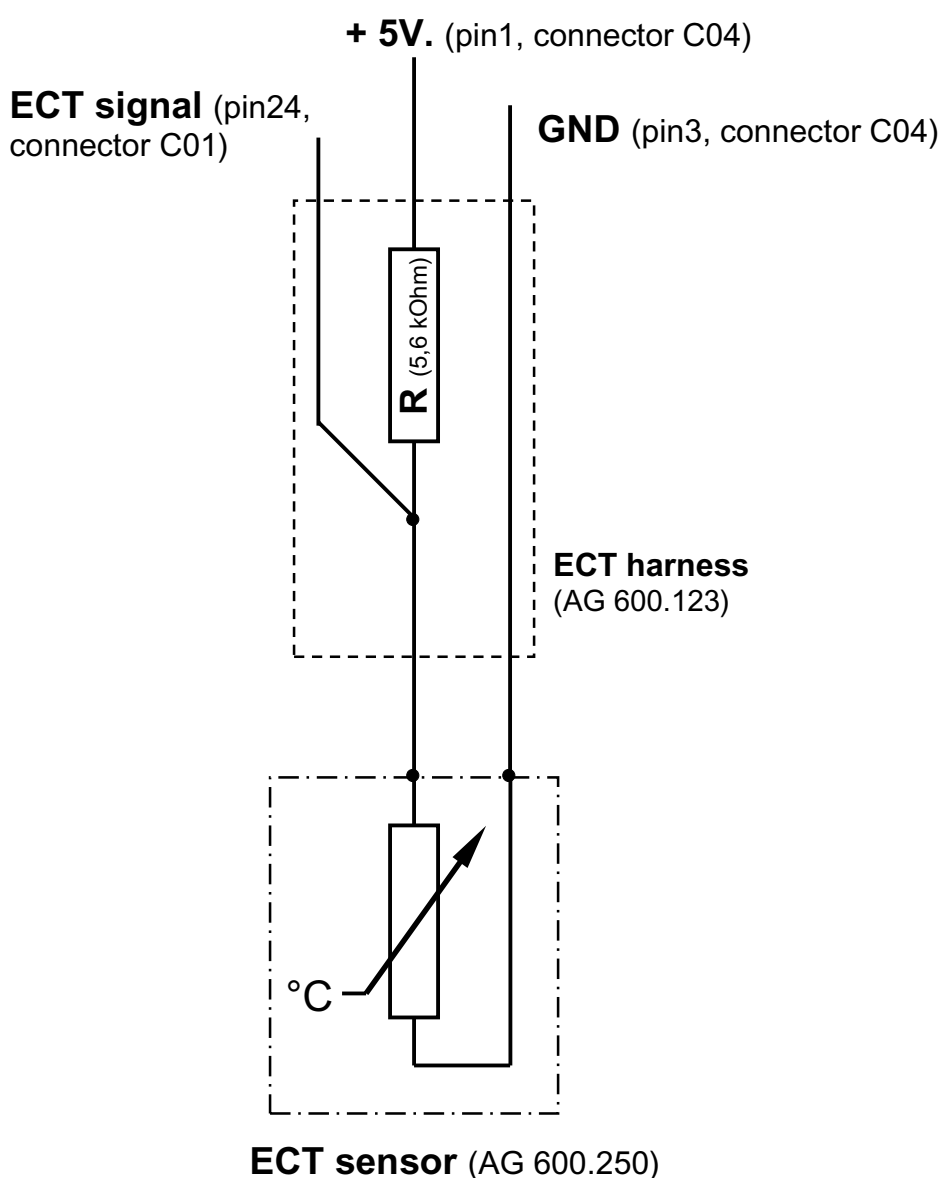 + 5V. (pin1, connector C04)
ECT signal (pin24,
connector C01)
GND (pin3, connector C04)
R (5,6 kOhm)
ECT harness
(AG 600.123)
°C
ECT sensor (AG 600.250)